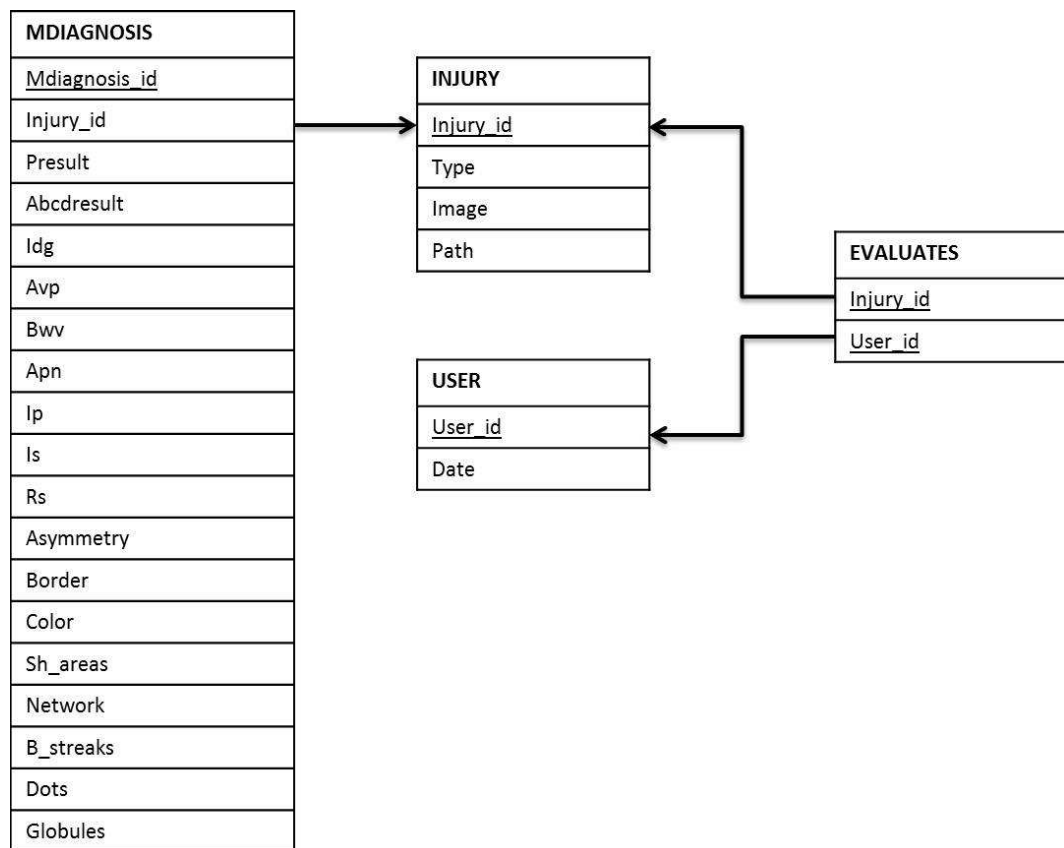 MDIAGNOSIS
Mdiagnosis_id
Injury_id
Presult
Abcdresult
Idg
Avp
Bwv
Apn
Ip
Is
Rs
Asymmetry
Border
Color
Sh_areas
Network
B_streaks
Dots
Globules
INJURY
Injury_id
Type
Image
Path
USER
User_id
Date
EVALUATES
Injury_id
User_id